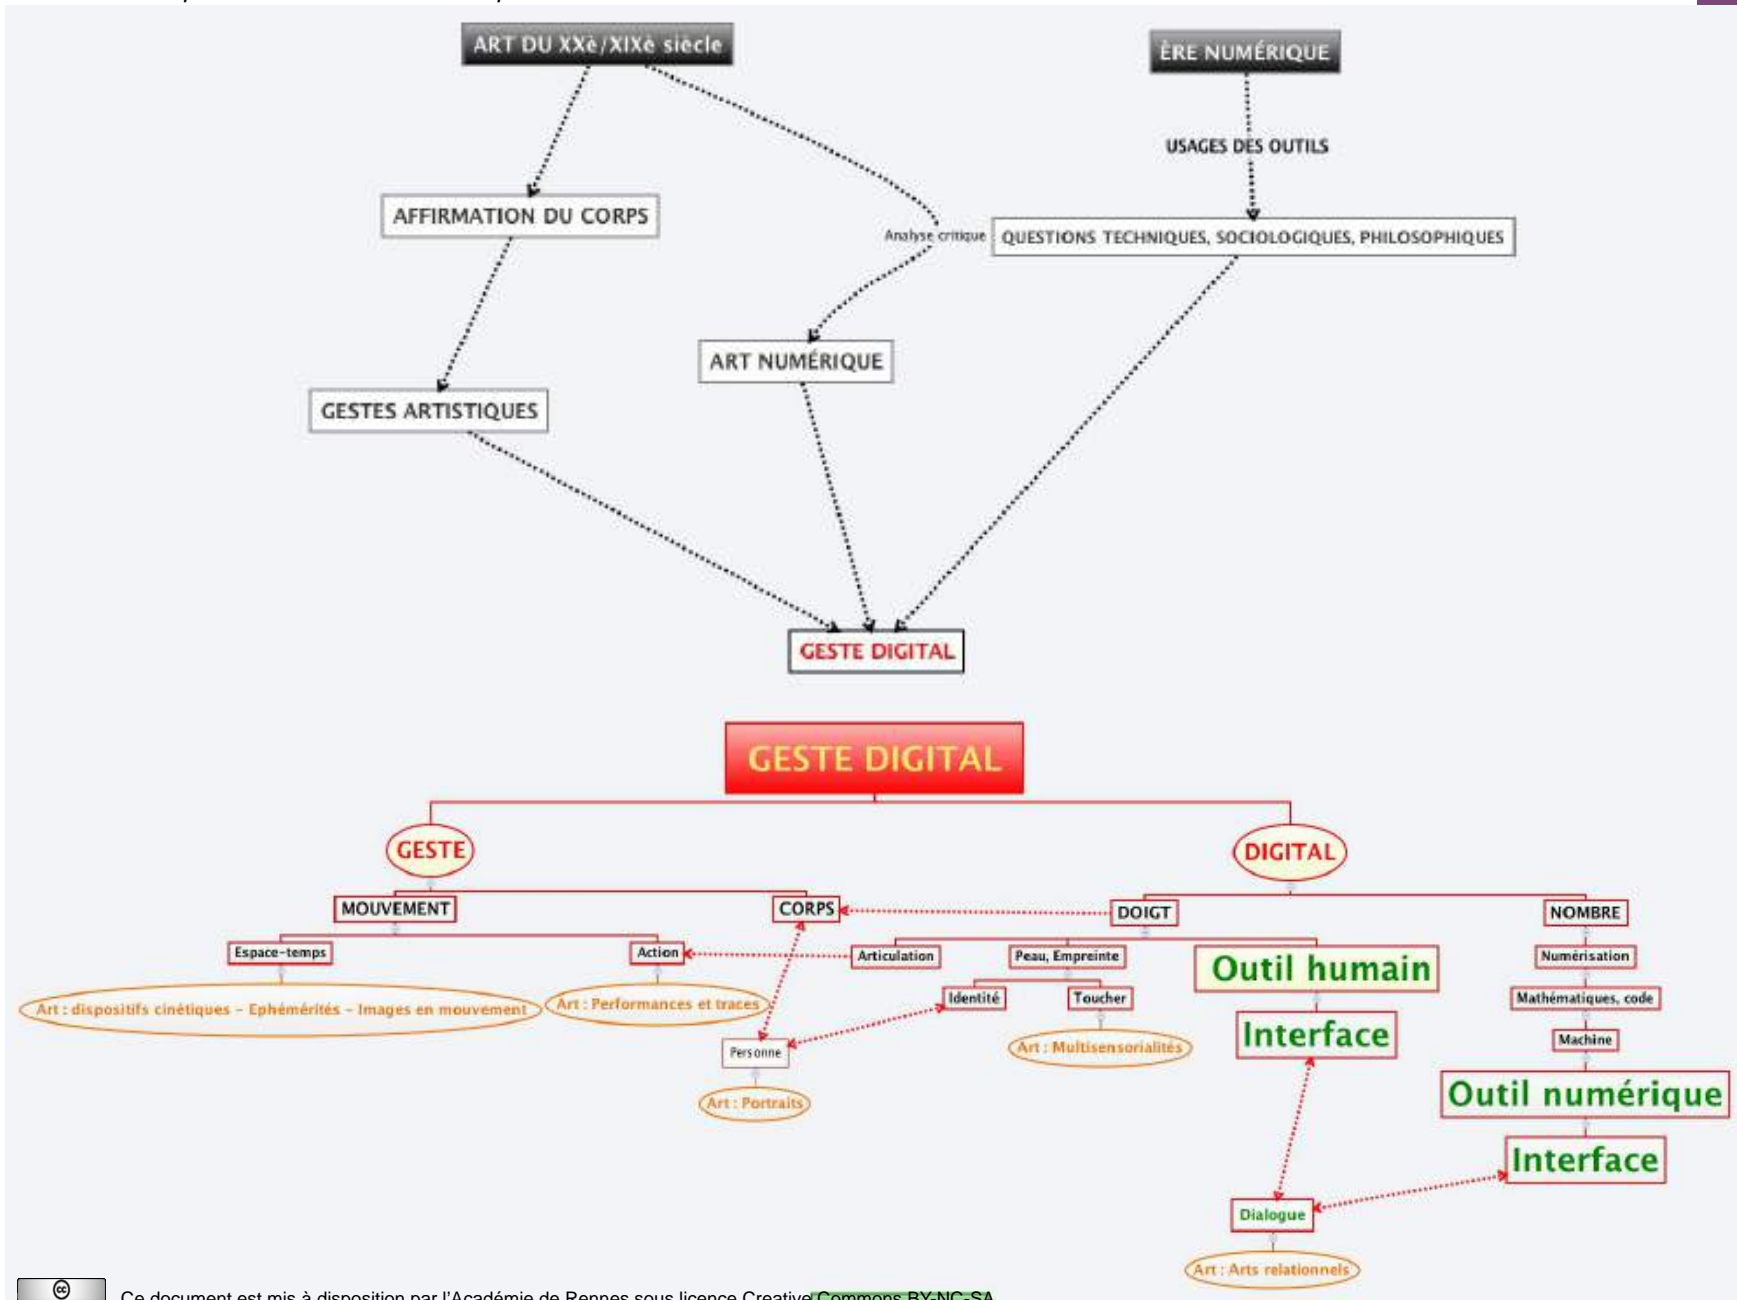 ART DU XXè/XIXè siècle
ÈRE NUMÉRIQUE
USAGES DES OUTILS
AFFIRMATION DU CORPS
Analyse critique
QUESTIONS TECHNIQUES, SOCIOLOGIQUES, PHILOSOPHIQUES
ART NUMÉRIQUE
GESTES ARTISTIQUES
GESTE DIGITAL
GESTE DIGITAL
GESTE
DIGITAL
MOUVEMENT
CORPS
DOIGT
NOMBRE
Espace-temps
Action
Articulation
Peau, Empreinte
Outil humain
Numérisation
Art : dispositifs cinétiques - Ephémérités - Images en mouvement
Art : Performances et traces
Identité
Toucher
Mathématiques, code
Interface
Personne
Art : Multisensorialités
Machine
Art : Portraits
Outil numérique
Interface
Dialogue
Art : Arts relationnels
cc
Ce document est mis à disposition par l'Académie de Rennes sous licence Creative Commons BY-NC-SA